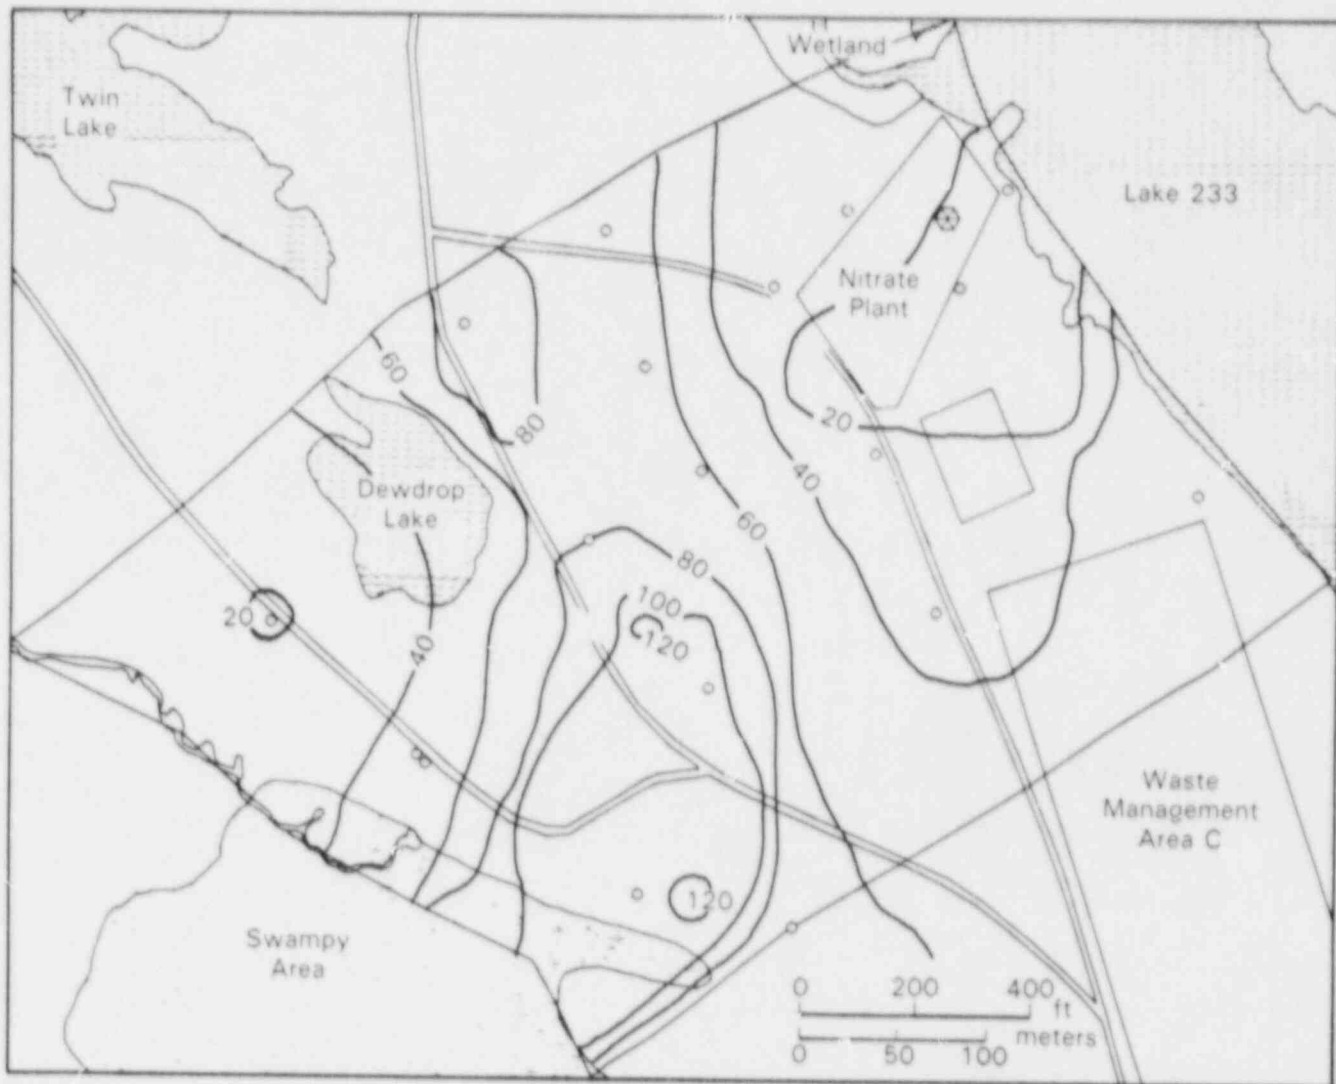 Wetland
Twin
Lake
Lake 233
Nitrate
Plant
60
80
20
40
Dewdrop
Lake
60
80
100
120
20
40
Waste
Management
Area C
120
Swampy
Area
0 200 400
ft
meters
0 50 100